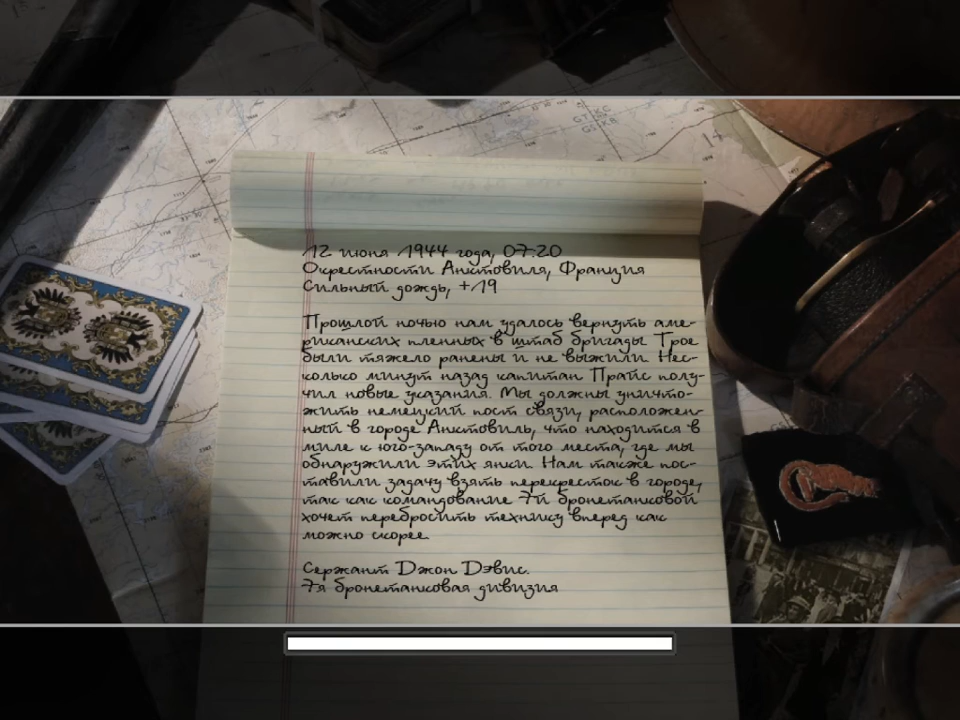 12 июня 1944 года, 07:20
Окрестности Анктовиля, Франция
Сильный дождь, +19
Прошлой ночью нам удалось вернуть аме-
риканских пленных в штаб бригады Трое
были тяжело ранены и не выжили. Нес-
колько минут назад капитан Прайс полу-
чил новые указания. Мы должны уничто-
жить немецкий пост связи, расположен-
ный в городе Анктовиль, что находится в
миле к юго-западу от того места, где мы
обнаружили этих янки. Нам также пос-
тавили задачу взять перекресток в городе,
так как командование 7й бронетанковой
хочет перебросить технику вперед как
можно скорее.
Сержант Джон Дэвис.
7я бронетанковая дивизия